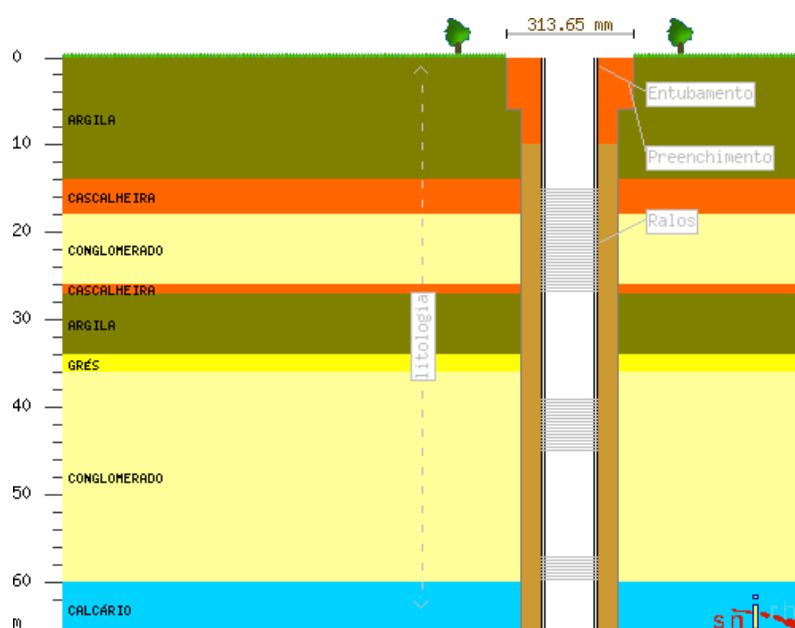 313.65 mm
0
Entubamento
ARGILA
10
Preenchimento
CASCALHEIRA
20
Ralos
CONGLOMERADO
CASCALHEIRA
30
ARGILA
litologia
GRÉS
40
CONGLOMERADO
50
60
CALCÁRIO
m
snirh